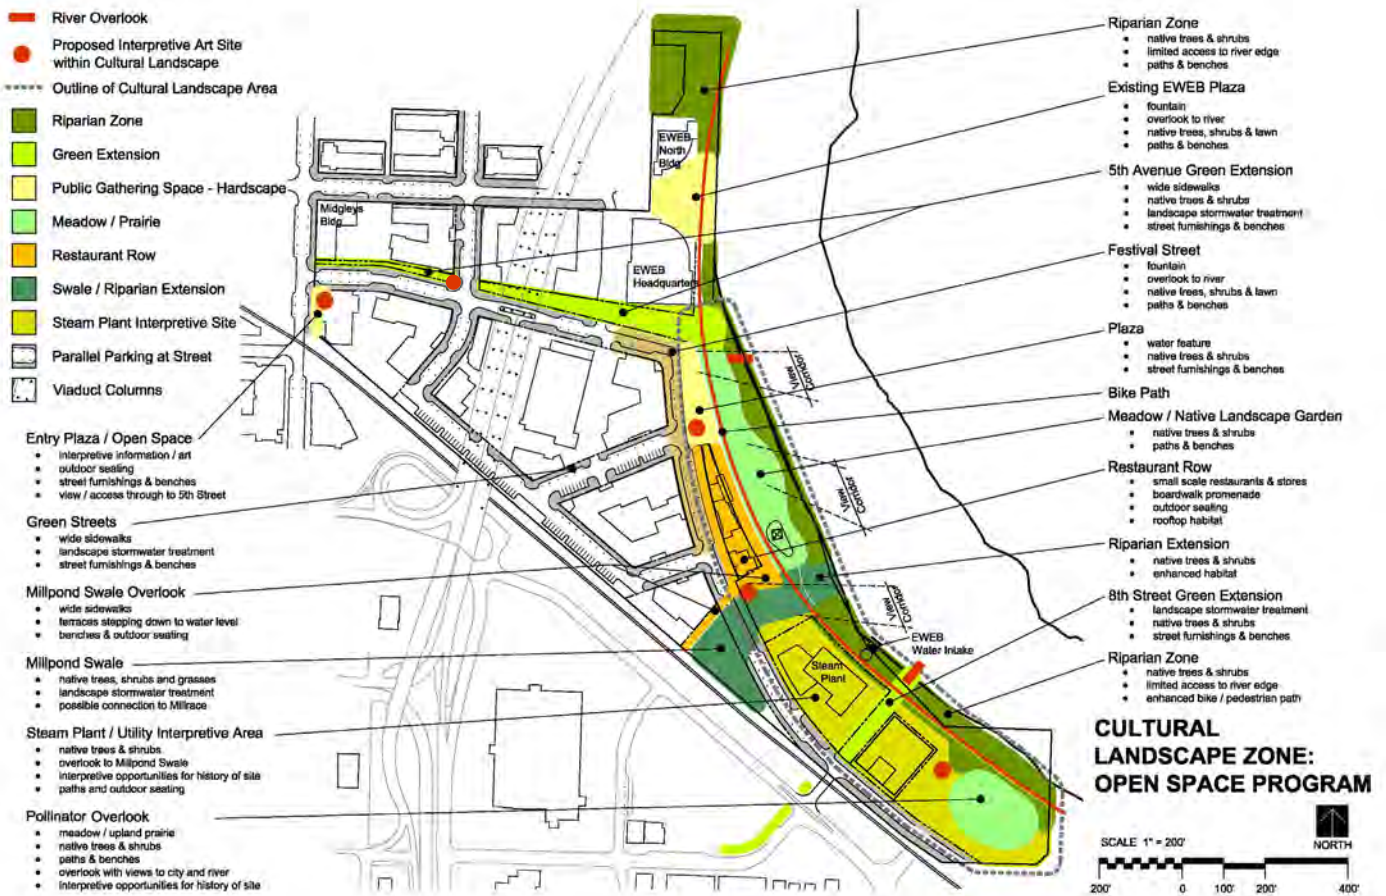 River Overlook
Proposed Interpretive Art Site
within Cultural Landscape
Outline of Cultural Landscape Area
Riparian Zone
Green Extension
Public Gathering Space - Hardscape
Meadow / Prairie
Restaurant Row
Swale / Riparian Extension
Steam Plant Interpretive Site
Parallel Parking at Street
Viaduct Columns
Entry Plaza / Open Space
• interpretive information / art
• outdoor seating
• street furnishings & benches
• view / access through to 5th Street
Green Streets
• wide sidewalks
• landscape stormwater treatment
• street furnishings & benches
Millpond Swale Overlook
• wide sidewalks
• terraces stepping down to water level
• benches & outdoor seating
Millpond Swale
• native trees, shrubs and grasses
• landscape stormwater treatment
• possible connection to Millrace
Steam Plant / Utility Interpretive Area
• native trees & shrubs
• overlook to Millpond Swale
• interpretive opportunities for history of site
• paths and outdoor seating
Pollinator Overlook
• meadow / upland prairie
• native trees & shrubs
• paths & benches
• overlook with views to city and river
• interpretive opportunities for history of site
EWEB
North
Bldg
Midgleys
Bldg
EWEB
Headquarters
View
Corridor
View
Corridor
View
Corridor
EWEB
Water Intake
Steam
Plant
Riparian Zone
• native trees & shrubs
• limited access to river edge
• paths & benches
Existing EWEB Plaza
• fountain
• overlook to river
• native trees, shrubs & lawn
• paths & benches
5th Avenue Green Extension
• wide sidewalks
• native trees & shrubs
• landscape stormwater treatment
• street furnishings & benches
Festival Street
• fountain
• overlook to river
• native trees, shrubs & lawn
• paths & benches
Plaza
• water feature
• native trees & shrubs
• street furnishings & benches
Bike Path
Meadow / Native Landscape Garden
• native trees & shrubs
• paths & benches
Restaurant Row
• small scale restaurants & stores
• boardwalk promenade
• outdoor seating
• rooftop habitat
Riparian Extension
• native trees & shrubs
• enhanced habitat
8th Street Green Extension
• landscape stormwater treatment
• native trees & shrubs
• street furnishings & benches
Riparian Zone
• native trees & shrubs
• limited access to river edge
• enhanced bike / pedestrian path
CULTURAL
LANDSCAPE ZONE:
OPEN SPACE PROGRAM
SCALE 1" = 200'
NORTH
200' 0 100' 200' 400'